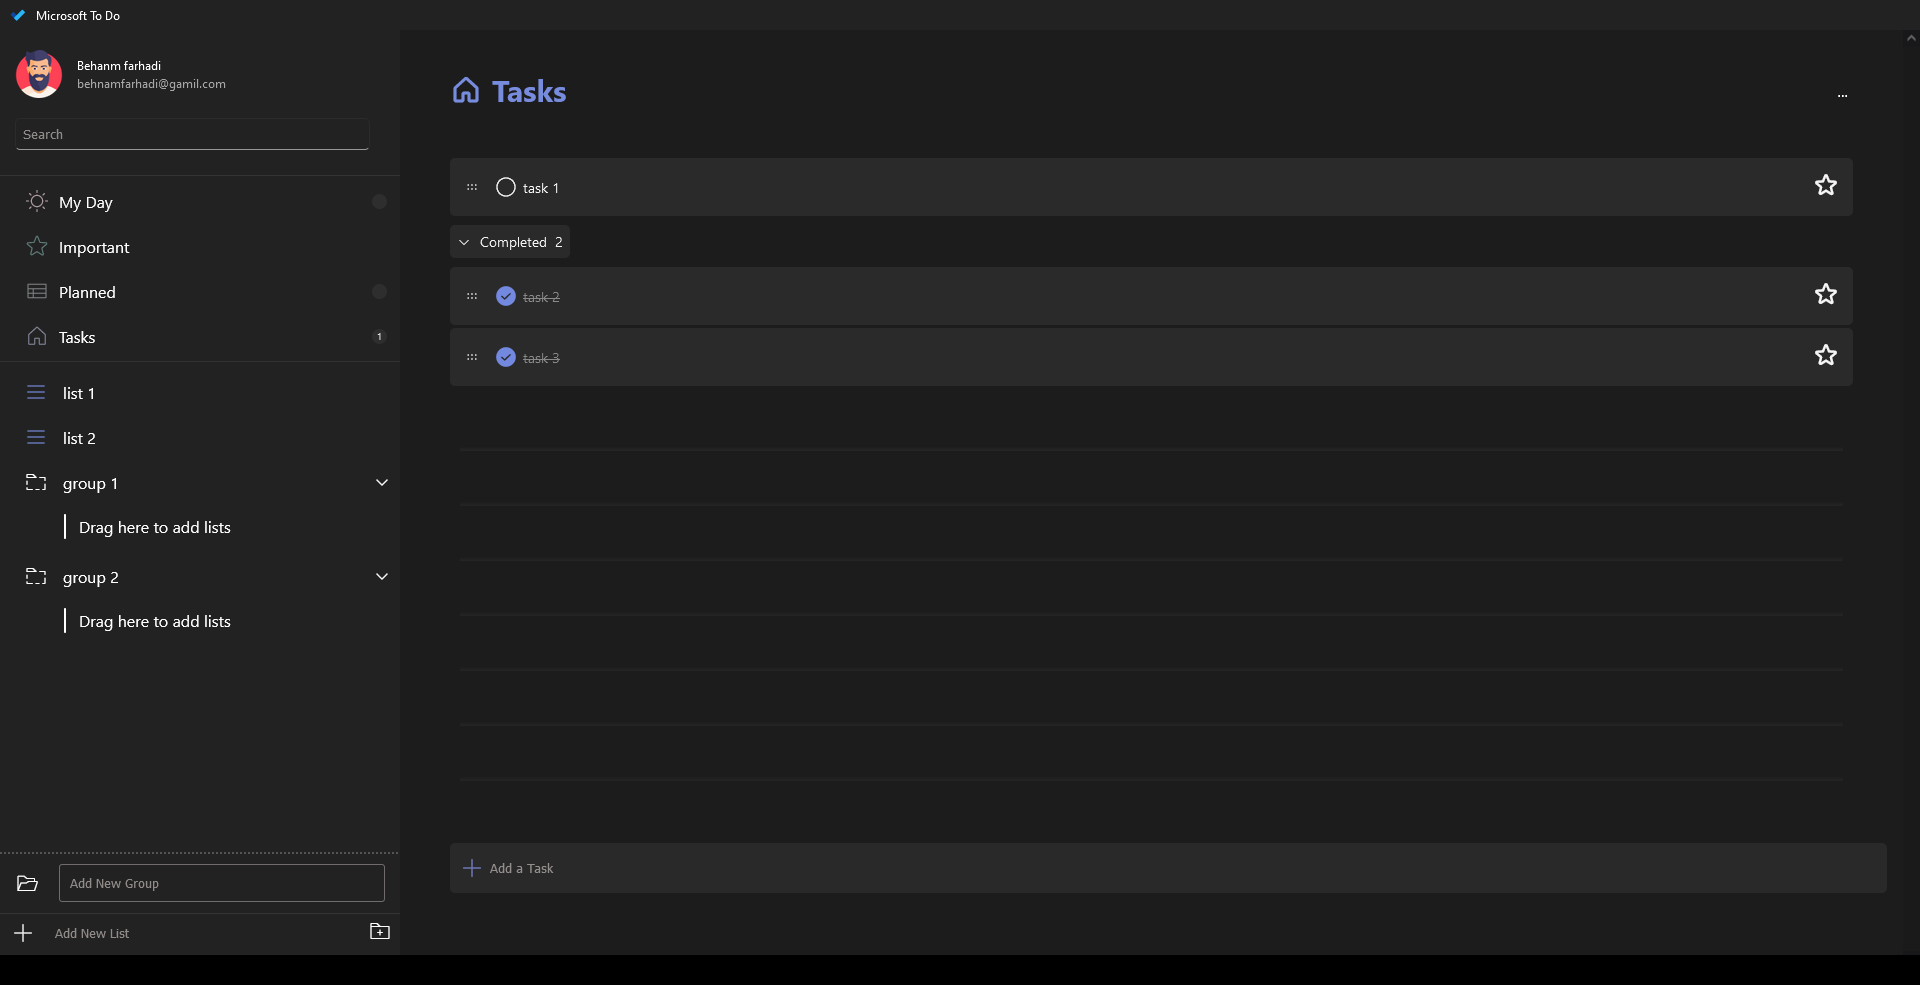 Microsoft To Do
Behanm farhadi
behnamfarhadi@gamil.com
Search
My Day
Important
Planned
Tasks 1
list 1
list 2
group 1
Drag here to add lists
group 2
Drag here to add lists
Add New Group
Add New List
Tasks
...
task 1
Completed 2
task 2
task 3
Add a Task